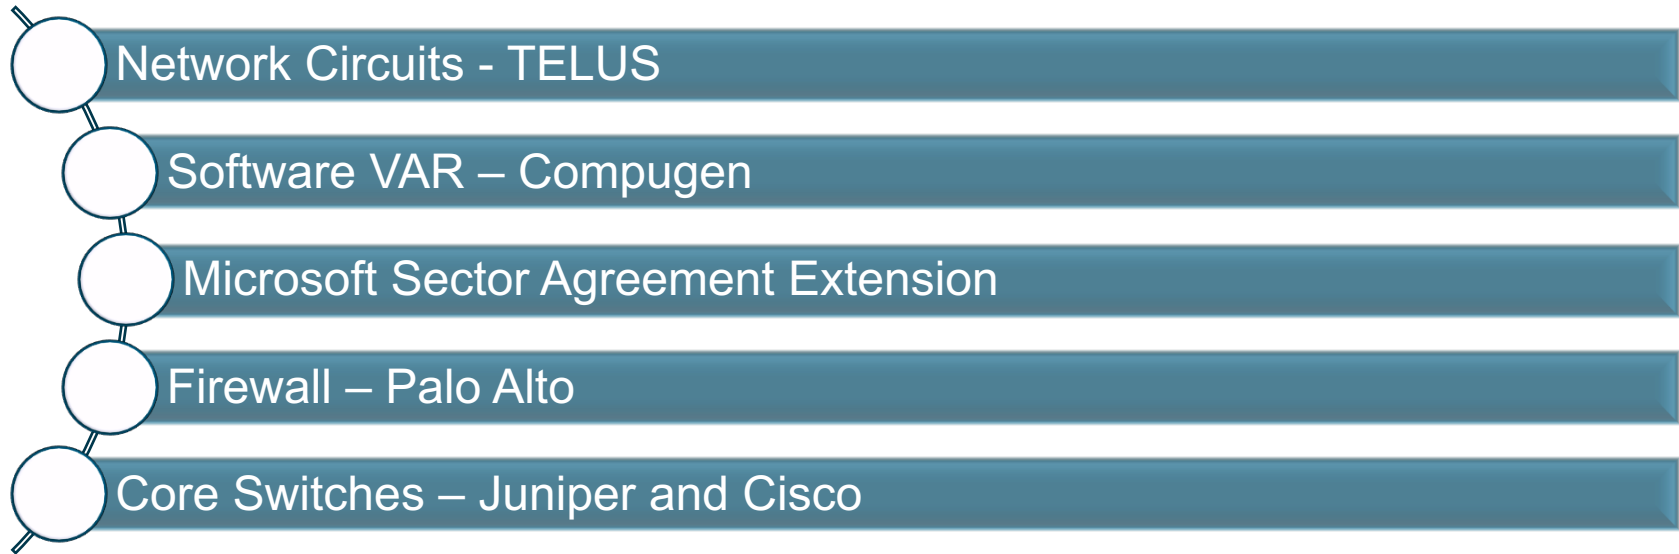 Network Circuits - TELUS
Software VAR – Compugen
Microsoft Sector Agreement Extension
Firewall – Palo Alto
Core Switches – Juniper and Cisco